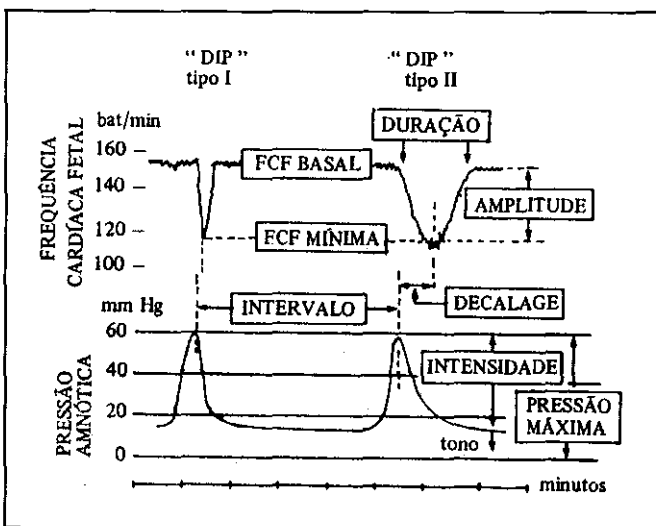 “ DIP ”
tipo I
“ DIP ”
tipo II
bat/min
DURAÇÃO
160
FCF BASAL
140
AMPLITUDE
120
FCF MÍNIMA
100
FREQUÊNCIA
CARDÍACA FETAL
mm Hg
INTERVALO
DECALAGE
60
INTENSIDADE
40
PRESSÃO
MÁXIMA
20
tono
0
PRESSÃO
AMNÓTICA
minutos